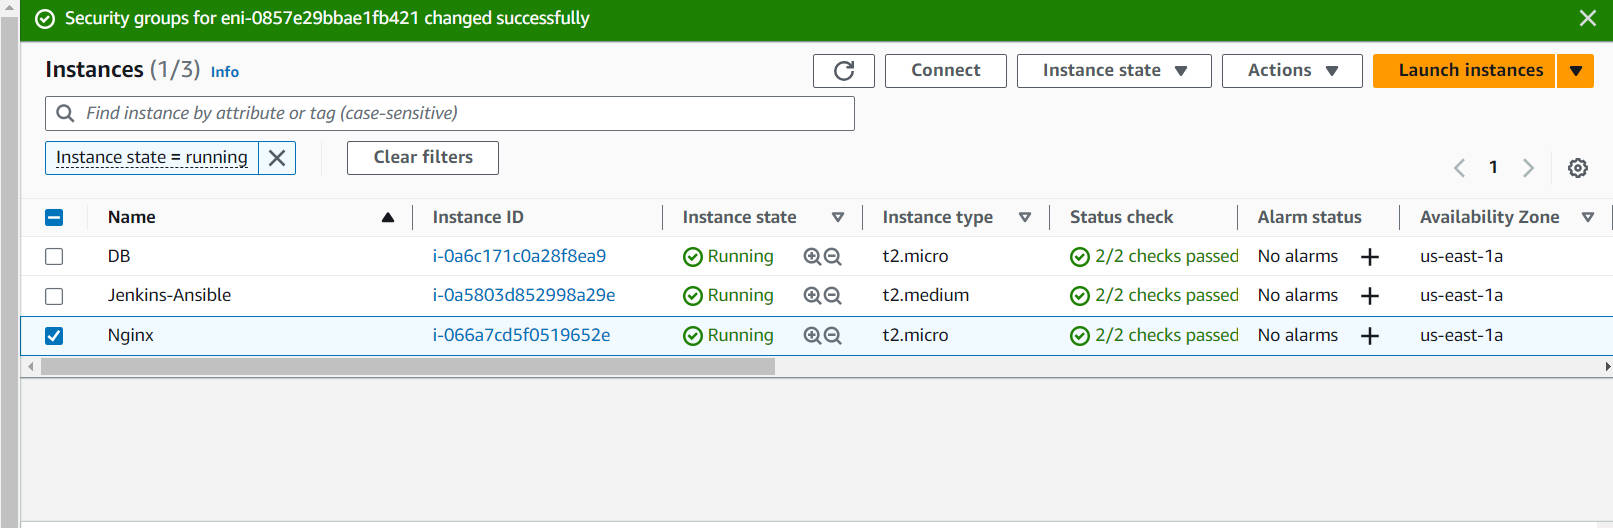 Security groups for eni-0857e29bbae1fb421 changed successfully
Instances (1/3) Info
Connect
Instance state
Actions
Launch instances
Find instance by attribute or tag (case-sensitive)
Instance state = running
Clear filters
1
Name Instance ID Instance state Instance type Status check Alarm status Availability Zone
DB i-0a6c171c0a28f8ea9 Running t2.micro 2/2 checks passed No alarms us-east-1a
Jenkins-Ansible i-0a5803d852998a29e Running t2.medium 2/2 checks passed No alarms us-east-1a
Nginx i-066a7cd5f0519652e Running t2.micro 2/2 checks passed No alarms us-east-1a